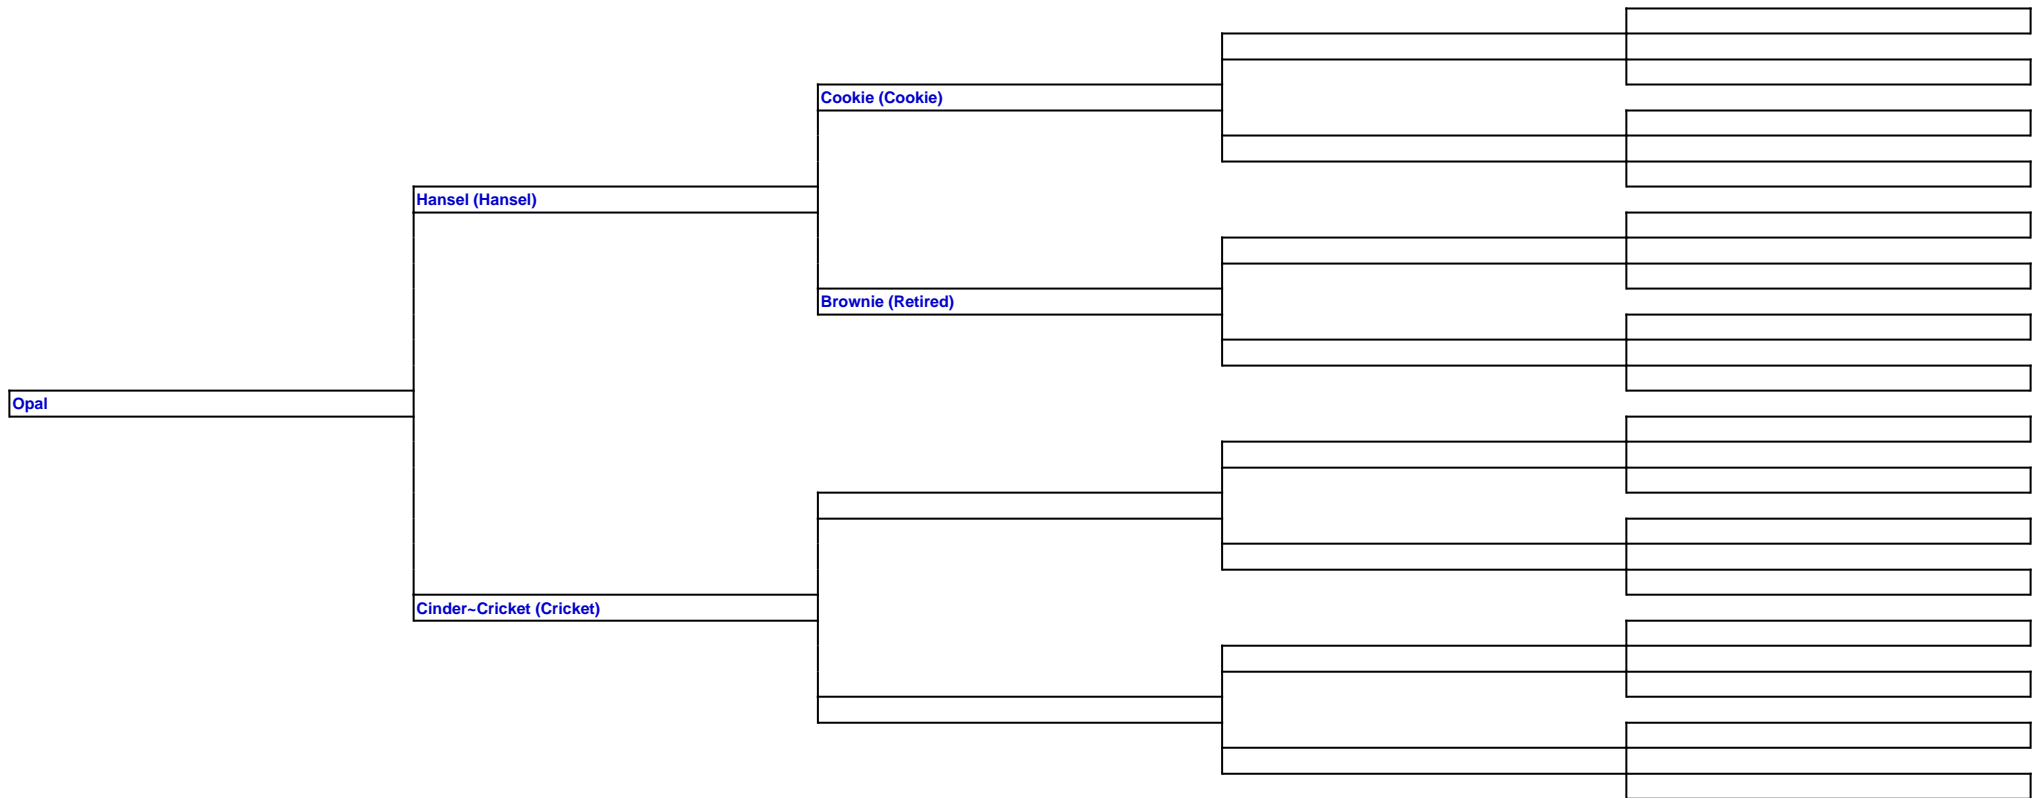 Cookie (Cookie)
Hansel (Hansel)
Brownie (Retired)
Opal
Cinder~Cricket (Cricket)